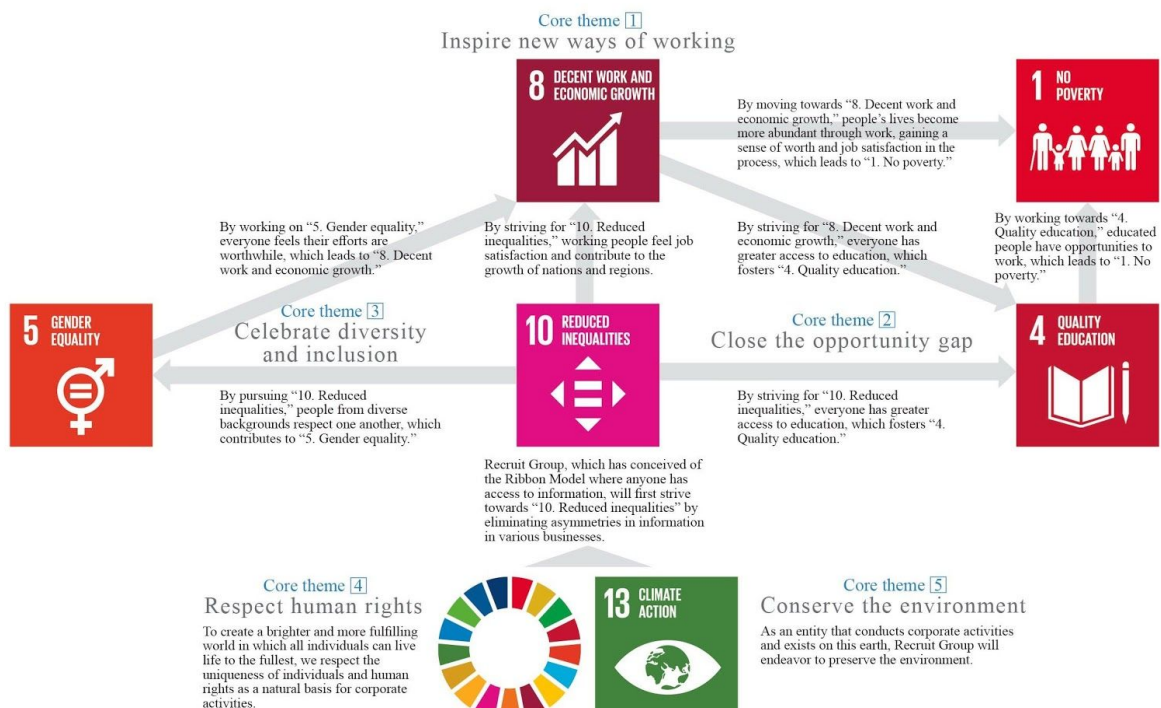 Core theme 1
Inspire new ways of working
8 DECENT WORK AND
ECONOMIC GROWTH
1 NO
POVERTY
By moving towards “8. Decent work and
economic growth,” people’s lives become
more abundant through work, gaining a
sense of worth and job satisfaction in the
process, which leads to “1. No poverty.”
By working on “5. Gender equality,”
everyone feels their efforts are
worthwhile, which leads to “8. Decent
work and economic growth.”
By striving for “10. Reduced
inequalities,” working people feel job
satisfaction and contribute to the
growth of nations and regions.
By striving for “8. Decent work and
economic growth,” everyone has
greater access to education, which
fosters “4. Quality education.”
By working towards “4.
Quality education,” educated
people have opportunities to
work, which leads to “1. No
poverty.”
5 GENDER
EQUALITY
Core theme 3
Celebrate diversity
and inclusion
10 REDUCED
INEQUALITIES
Core theme 2
Close the opportunity gap
4 QUALITY
EDUCATION
By pursuing “10. Reduced
inequalities,” people from diverse
backgrounds respect one another, which
contributes to “5. Gender equality.”
By striving for “10. Reduced
inequalities,” everyone has greater
access to education, which fosters “4.
Quality education.”
Recruit Group, which has conceived of
the Ribbon Model where anyone has
access to information, will first strive
towards “10. Reduced inequalities” by
eliminating asymmetries in information
in various businesses.
Core theme 4
Respect human rights
To create a brighter and more fulfilling
world in which all individuals can live
life to the fullest, we respect the
uniqueness of individuals and human
rights as a natural basis for corporate
activities.
13 CLIMATE
ACTION
Core theme 5
Conserve the environment
As an entity that conducts corporate activities
and exists on this earth, Recruit Group will
endeavor to preserve the environment.